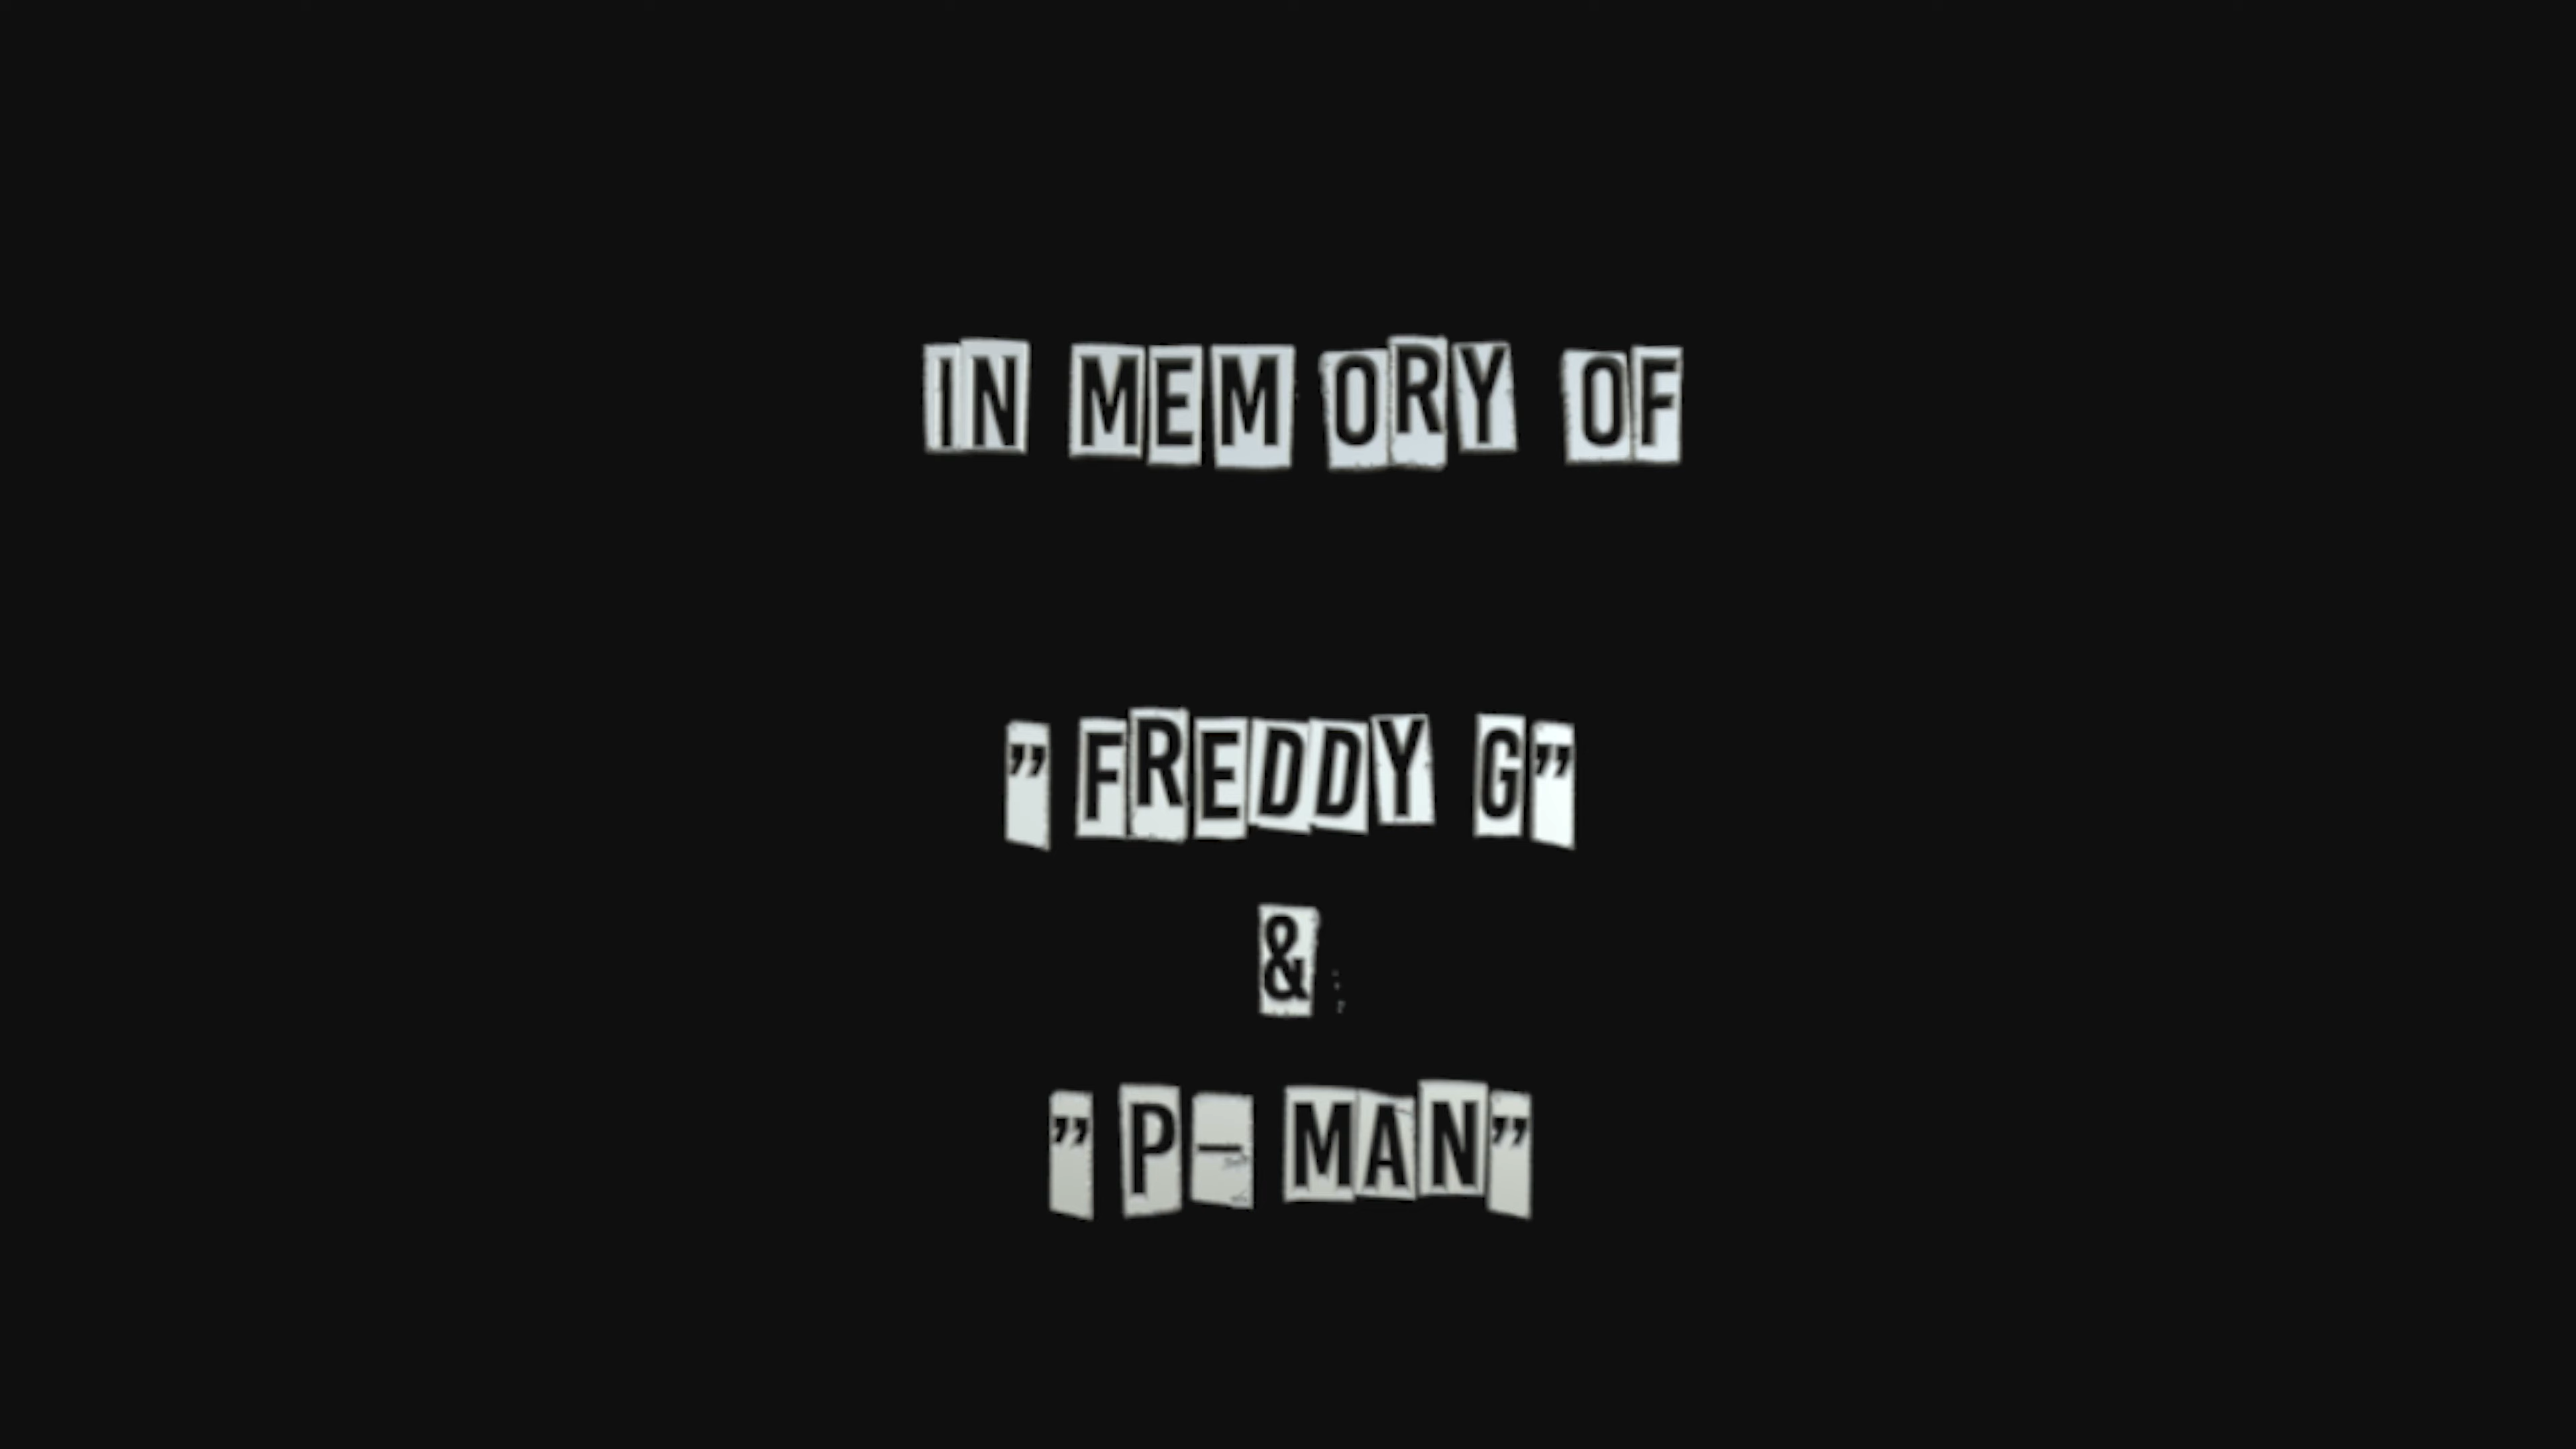 IN MEMORY OF
” FREDDY G”
&
” P- MAN”